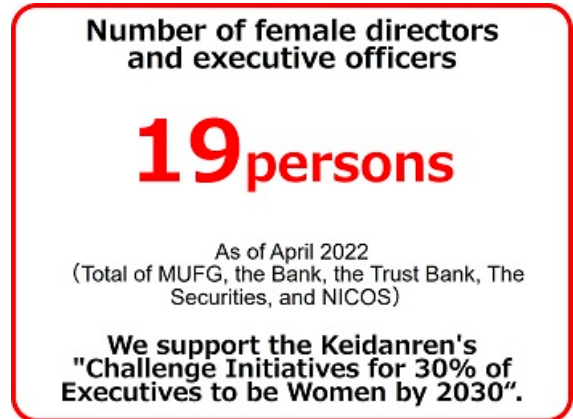 Number of female directors
and executive officers
19persons
As of April 2022
（Total of MUFG, the Bank, the Trust Bank, The
Securities, and NICOS）
We support the Keidanren's
"Challenge Initiatives for 30% of
Executives to be Women by 2030“.